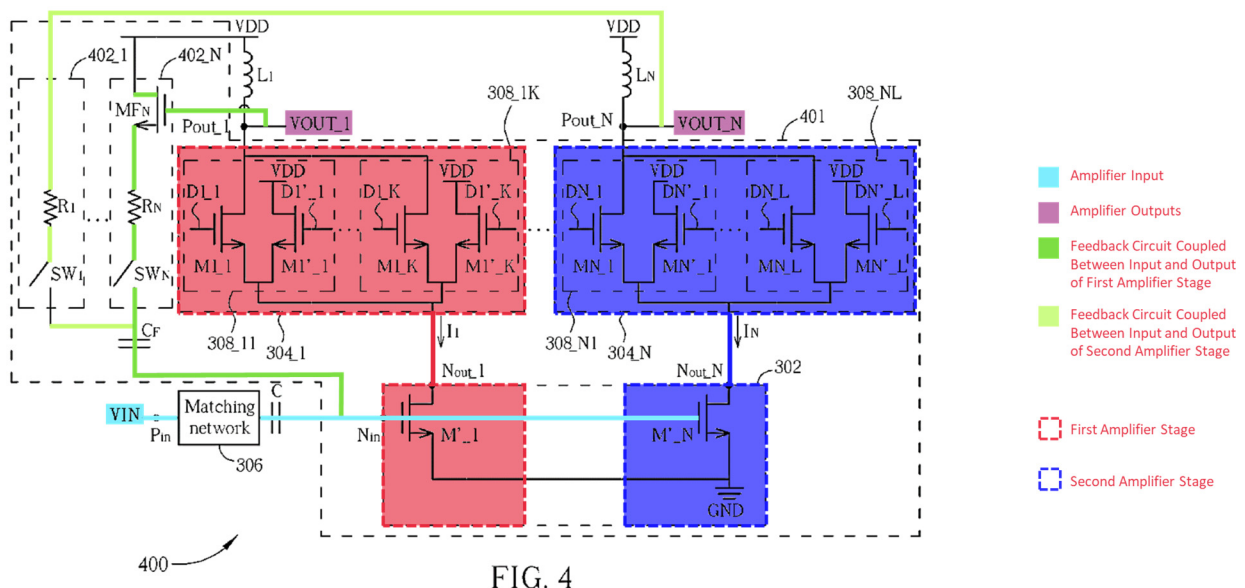 402_1
402_N
VDD
VDD
L1
LN
308_1K
308_NL
MFN
Pout_1
VOUT_1
Pout_N
VOUT_N
401
VDD
VDD
VDD
VDD
D1_1
D1'_1
D1_K
D1'_K
DN_1
DN'_1
DN_L
DN'_L
R1
RN
M1_1
M1'_1
M1_K
M1'_K
MN_1
MN'_1
MN_L
MN'_L
SW1
SWN
CF
308_11
304_1
I1
308_N1
304_N
IN
Nout_1
Nout_N
302
VIN
Pin
Matching
network
C
Nin
M'_1
M'_N
306
GND
400
FIG. 4
Amplifier Input
Amplifier Outputs
Feedback Circuit Coupled
Between Input and Output
of First Amplifier Stage
Feedback Circuit Coupled
Between Input and Output
of Second Amplifier Stage
First Amplifier Stage
Second Amplifier Stage